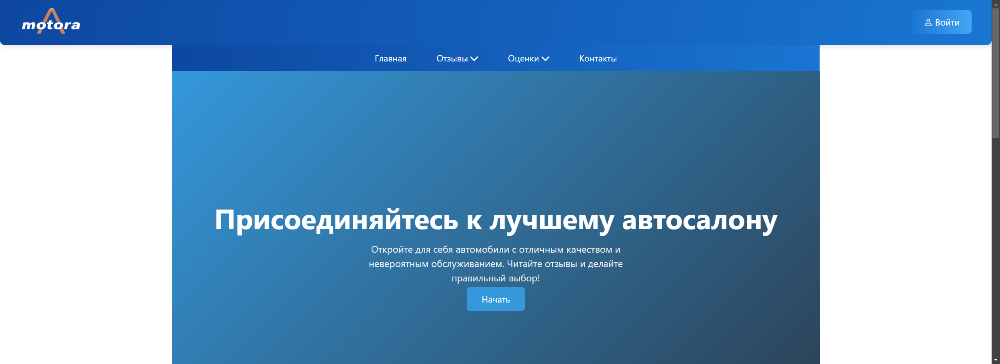 motora
Войти
Главная Отзывы Оценки Контакты
Присоединяйтесь к лучшему автосалону
Откройте для себя автомобили с отличным качеством и
невероятным обслуживанием. Читайте отзывы и делайте
правильный выбор!
Начать